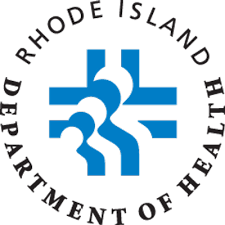 RHODE ISLAND
DEPARTMENT OF HEALTH